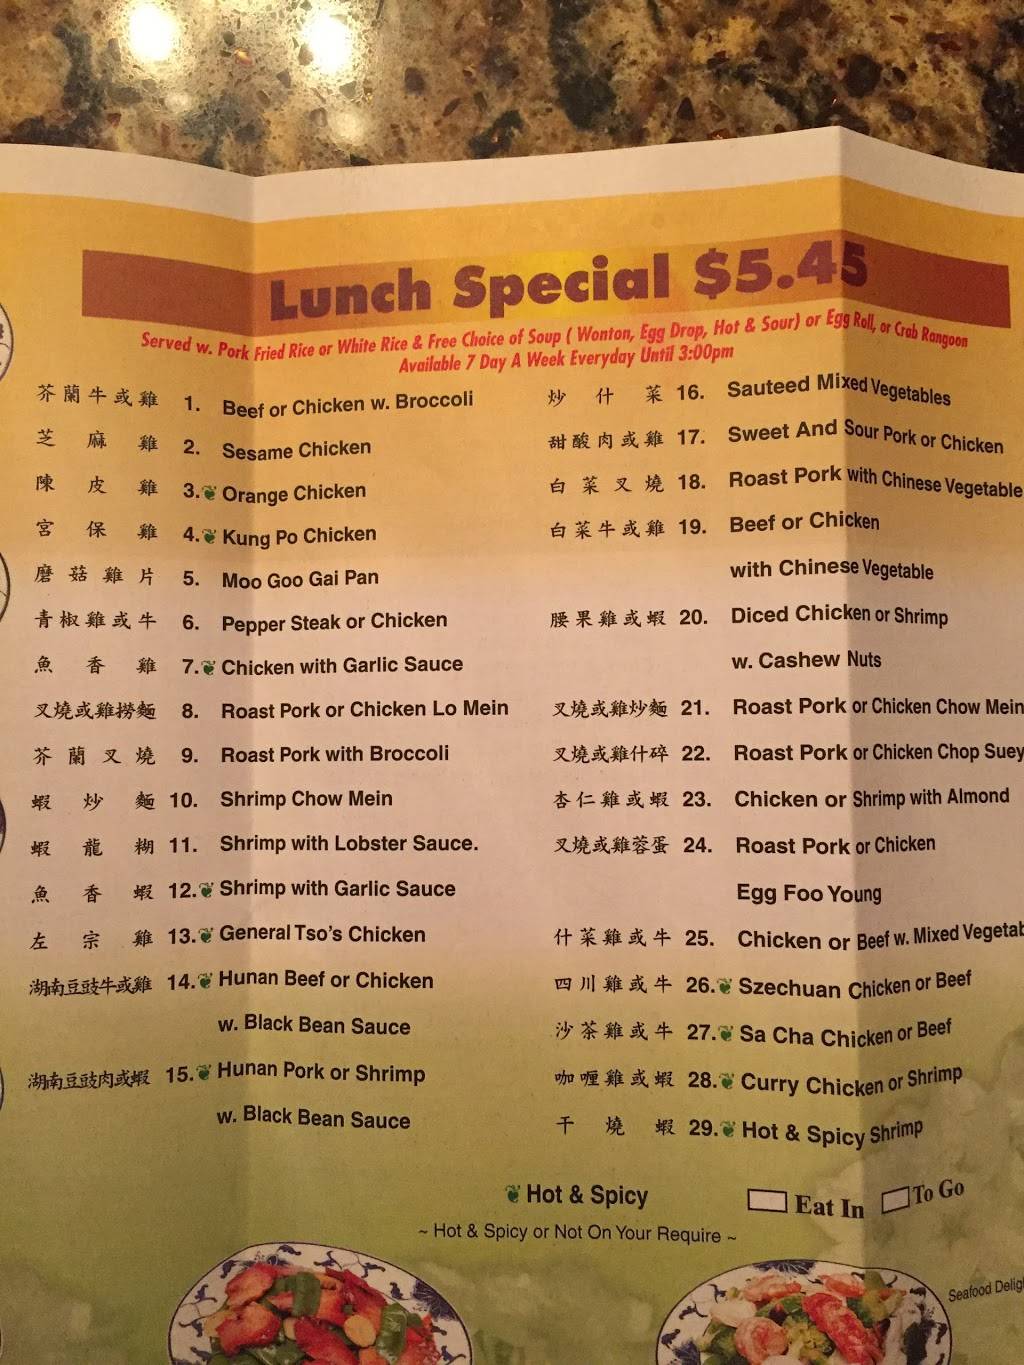 Lunch Special $5.45
Served w. Pork Fried Rice or White Rice & Free Choice of Soup ( Wonton, Egg Drop, Hot & Sour) or Egg Roll, or Crab Rangoon
Available 7 Day A Week Everyday Until 3:00pm
芥蘭牛或雞 1. Beef or Chicken w. Broccoli
芝麻雞 2. Sesame Chicken
陳皮雞 3. Orange Chicken
宮保雞 4. Kung Po Chicken
磨菇雞片 5. Moo Goo Gai Pan
青椒雞或牛 6. Pepper Steak or Chicken
魚香雞 7. Chicken with Garlic Sauce
叉燒或雞撈麵 8. Roast Pork or Chicken Lo Mein
芥蘭叉燒 9. Roast Pork with Broccoli
蝦炒麵 10. Shrimp Chow Mein
蝦龍糊 11. Shrimp with Lobster Sauce.
魚香蝦 12. Shrimp with Garlic Sauce
左宗雞 13. General Tso's Chicken
湖南豆豉牛或雞 14. Hunan Beef or Chicken
w. Black Bean Sauce
湖南豆豉肉或蝦 15. Hunan Pork or Shrimp
w. Black Bean Sauce
炒什菜 16. Sauteed Mixed Vegetables
甜酸肉或雞 17. Sweet And Sour Pork or Chicken
白菜叉燒 18. Roast Pork with Chinese Vegetable
白菜牛或雞 19. Beef or Chicken
with Chinese Vegetable
腰果雞或蝦 20. Diced Chicken or Shrimp
w. Cashew Nuts
叉燒或雞炒麵 21. Roast Pork or Chicken Chow Mein
叉燒或雞什碎 22. Roast Pork or Chicken Chop Suey
杏仁雞或蝦 23. Chicken or Shrimp with Almond
叉燒或雞蓉蛋 24. Roast Pork or Chicken
Egg Foo Young
什菜雞或牛 25. Chicken or Beef w. Mixed Vegetab
四川雞或牛 26. Szechuan Chicken or Beef
沙茶雞或牛 27. Sa Cha Chicken or Beef
咖喱雞或蝦 28. Curry Chicken or Shrimp
干燒蝦 29. Hot & Spicy Shrimp
Hot & Spicy
Eat In To Go
~ Hot & Spicy or Not On Your Require ~
Seafood Deligh